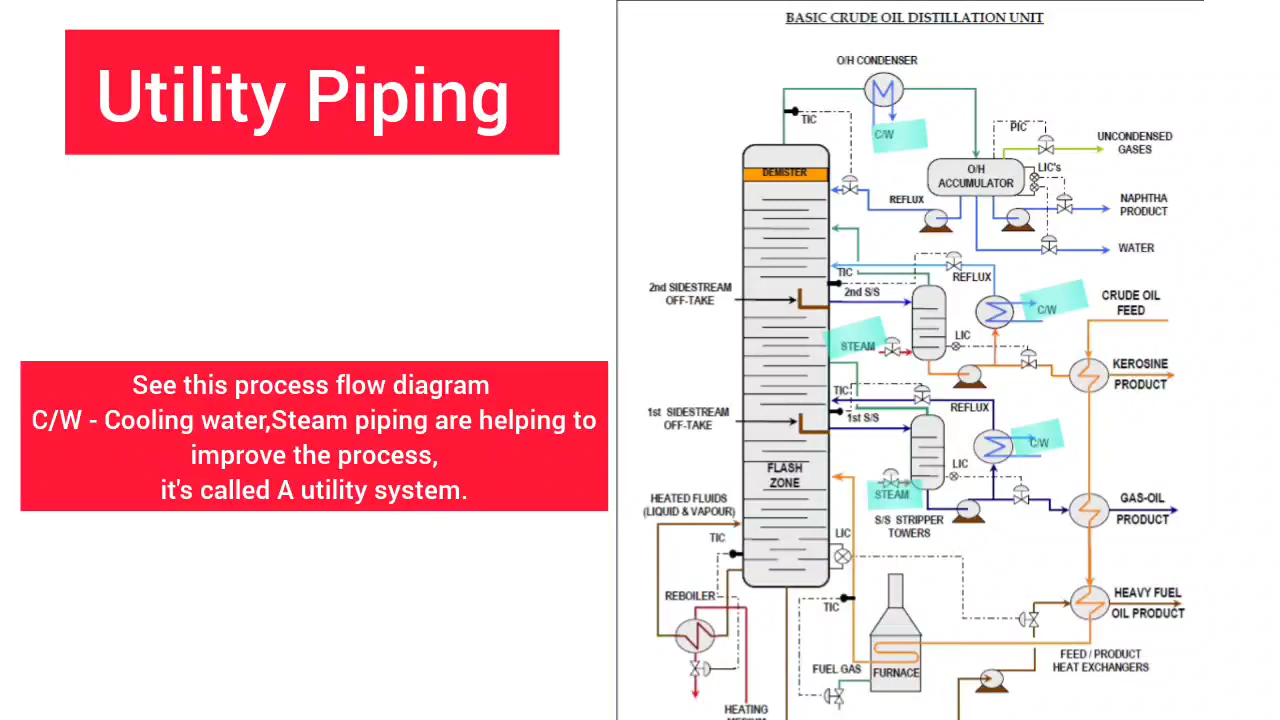 Utility Piping
See this process flow diagram
C/W - Cooling water,Steam piping are helping to
improve the process,
it's called A utility system.
BASIC CRUDE OIL DISTILLATION UNIT
O/H CONDENSER
TIC
C/W
PIC
UNCONDENSED
GASES
DEMISTER
O/H
ACCUMULATOR
LIC's
REFLUX
NAPHTHA
PRODUCT
WATER
TIC
REFLUX
2nd SIDESTREAM
OFF-TAKE
2nd S/S
C/W
CRUDE OIL
FEED
LIC
STEAM
KEROSINE
PRODUCT
TIC
REFLUX
1st SIDESTREAM
OFF-TAKE
1st S/S
C/W
LIC
FLASH
ZONE
STEAM
HEATED FLUIDS
(LIQUID & VAPOUR)
GAS-OIL
PRODUCT
S/S STRIPPER
TOWERS
TIC
LIC
REBOILER
TIC
HEAVY FUEL
OIL PRODUCT
FUEL GAS
FURNACE
FEED / PRODUCT
HEAT EXCHANGERS
HEATING